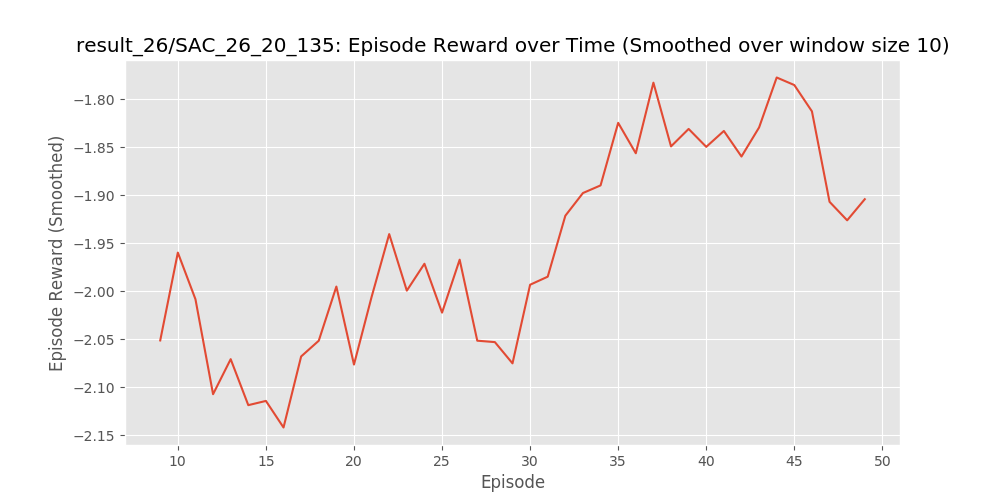 result_26/SAC_26_20_135: Episode Reward over Time (Smoothed over window size 10)
Episode Reward (Smoothed)
−1.80
−1.85
−1.90
−1.95
−2.00
−2.05
−2.10
−2.15
10 15 20 25 30 35 40 45 50
Episode